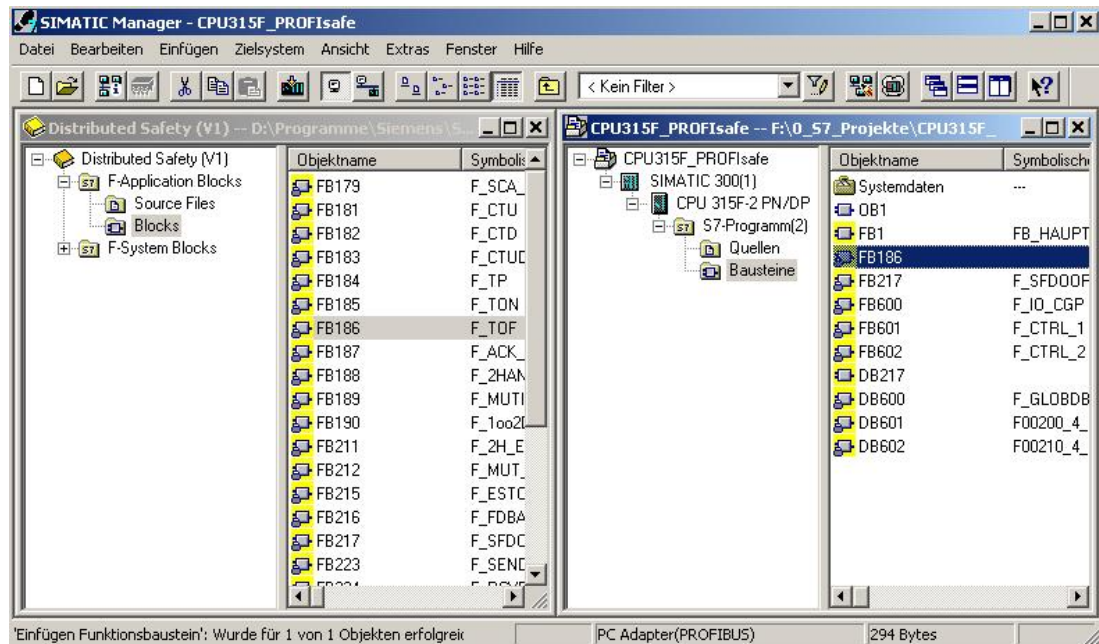 SIMATIC Manager - CPU315F_PROFIsafe
Datei Bearbeiten Einfügen Zielsystem Ansicht Extras Fenster Hilfe
< Kein Filter >
Distributed Safety (V1) -- D:\Programme\Siemens\S...
Distributed Safety (V1)
F-Application Blocks
Source Files
Blocks
F-System Blocks
Objektname Symbolis
FB179 F_SCA_
FB181 F_CTU
FB182 F_CTD
FB183 F_CTUD
FB184 F_TP
FB185 F_TON
FB186 F_TOF
FB187 F_ACK_
FB188 F_2HAN
FB189 F_MUTI
FB190 F_1oo2D
FB211 F_2H_E
FB212 F_MUT_
FB215 F_ESTO
FB216 F_FDBA
FB217 F_SFDO
FB223 F_SEND
CPU315F_PROFIsafe -- F:\0_S7_Projekte\CPU315F_
CPU315F_PROFIsafe
SIMATIC 300(1)
CPU 315F-2 PN/DP
S7-Programm(2)
Quellen
Bausteine
Objektname Symbolische
Systemdaten ---
OB1
FB1 FB_HAUPT
FB186
FB217 F_SFDOOR
FB600 F_IO_CGP
FB601 F_CTRL_1
FB602 F_CTRL_2
DB217
DB600 F_GLOBDB
DB601 F00200_4_
DB602 F00210_4_
'Einfügen Funktionsbaustein': Wurde für 1 von 1 Objekten erfolgreic
PC Adapter(PROFIBUS)
294 Bytes